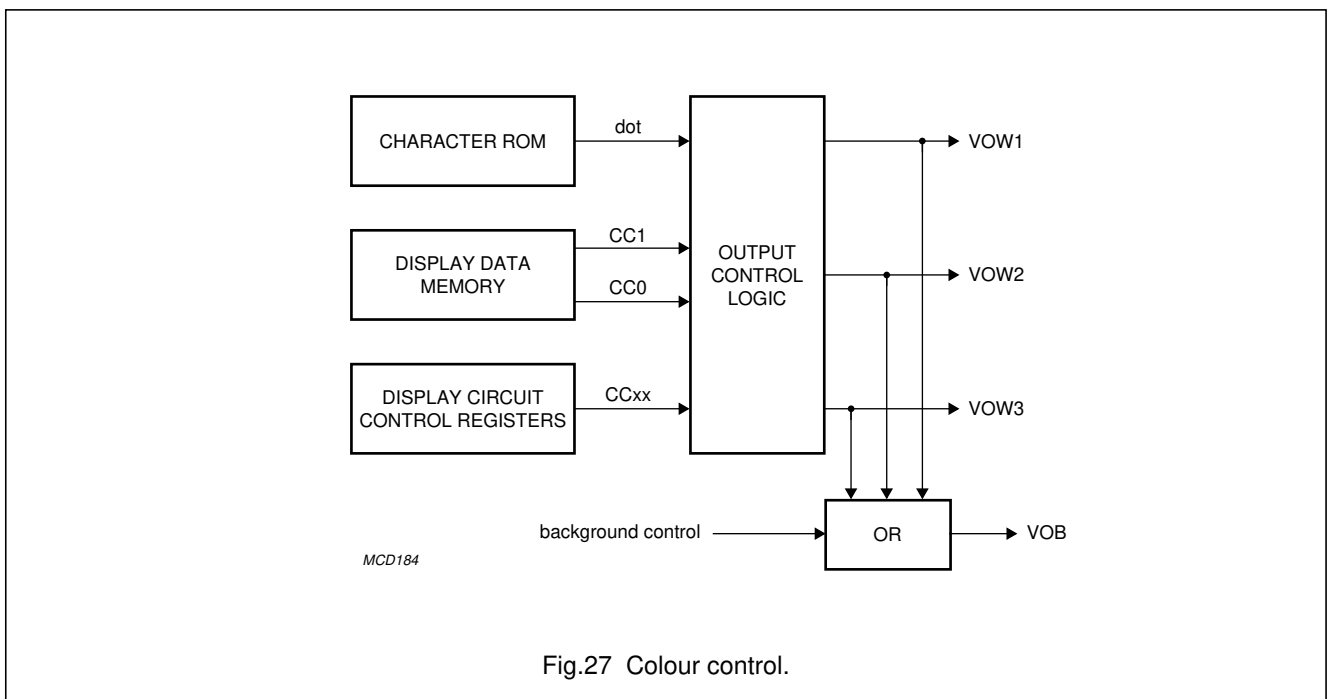 CHARACTER ROM
dot
VOW1
DISPLAY DATA
MEMORY
CC1
CC0
OUTPUT
CONTROL
LOGIC
VOW2
DISPLAY CIRCUIT
CONTROL REGISTERS
CCxx
VOW3
background control
OR
VOB
MCD184
Fig.27 Colour control.